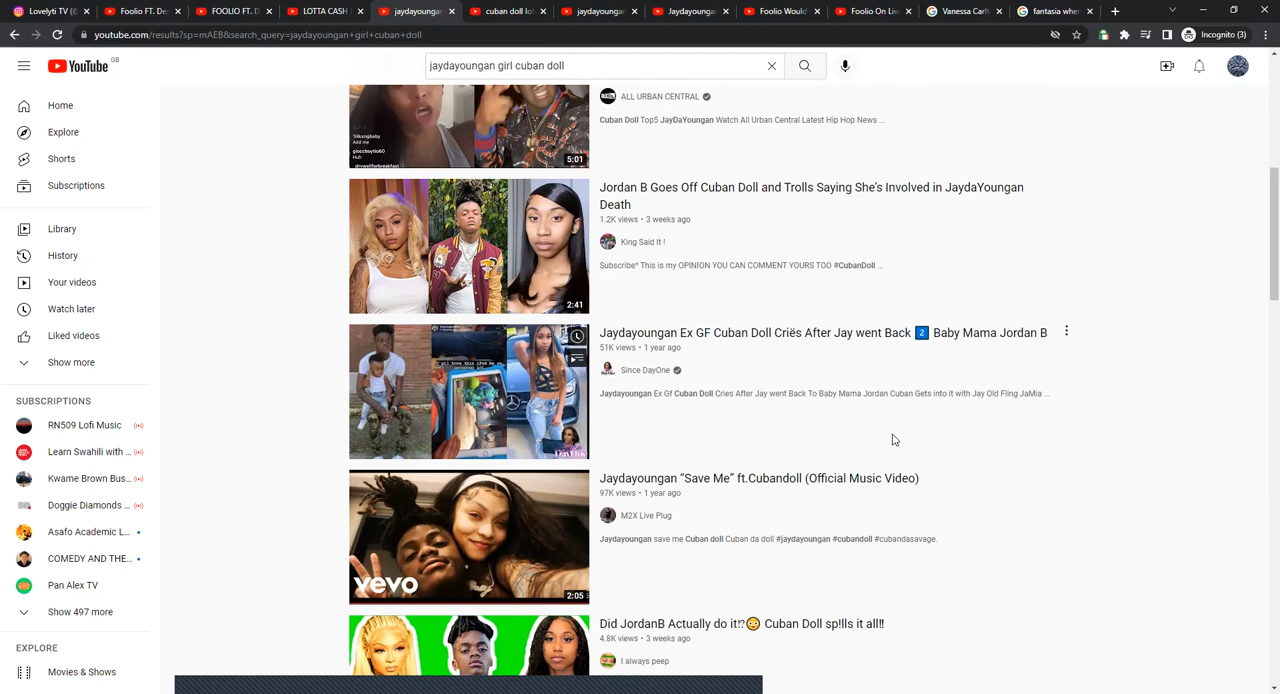 Lovelyti TV (@
Foolio FT. Des
FOOLIO FT. D
LOTTA CASH
jaydayoungan
cuban doll lo
jaydayoungan
Jaydayoungan
Foolio Would
Foolio On Live
Vanessa Carlt
fantasia wher
youtube.com/results?sp=mAEB&search_query=jaydayoungan+girl+cuban+doll
Incognito (3)
YouTube GB
jaydayoungan girl cuban doll
Home
Explore
Shorts
Subscriptions
Library
History
Your videos
Watch later
Liked videos
Show more
SUBSCRIPTIONS
RN509 Lofi Music
Learn Swahili with ...
Kwame Brown Bus...
Doggie Diamonds ...
Asafo Academic L...
COMEDY AND THE...
Pan Alex TV
Show 497 more
EXPLORE
Movies & Shows
Add me
Huh
5:01
ALL URBAN CENTRAL
Cuban Doll Top5 JayDaYoungan Watch All Urban Central Latest Hip Hop News ...
2:41
Jordan B Goes Off Cuban Doll and Trolls Saying She's Involved in JaydaYoungan
Death
1.2K views • 3 weeks ago
King Said It !
Subscribe* This is my OPINION YOU CAN COMMENT YOURS TOO #CubanDoll ...
Jaydayoungan Ex GF Cuban Doll Criës After Jay went Back 2 Baby Mama Jordan B
51K views • 1 year ago
Since DayOne
Jaydayoungan Ex Gf Cuban Doll Cries After Jay went Back To Baby Mama Jordan Cuban Gets into it with Jay Old Fling JaMia ...
vevo
2:05
Jaydayoungan “Save Me” ft.Cubandoll (Official Music Video)
97K views • 1 year ago
M2X Live Plug
Jaydayoungan save me Cuban doll Cuban da doll #jaydayoungan #cubandoll #cubandasavage.
Did JordanB Actually do it⁉😳 Cuban Doll sp!lls it all‼
4.8K views • 3 weeks ago
I always peep